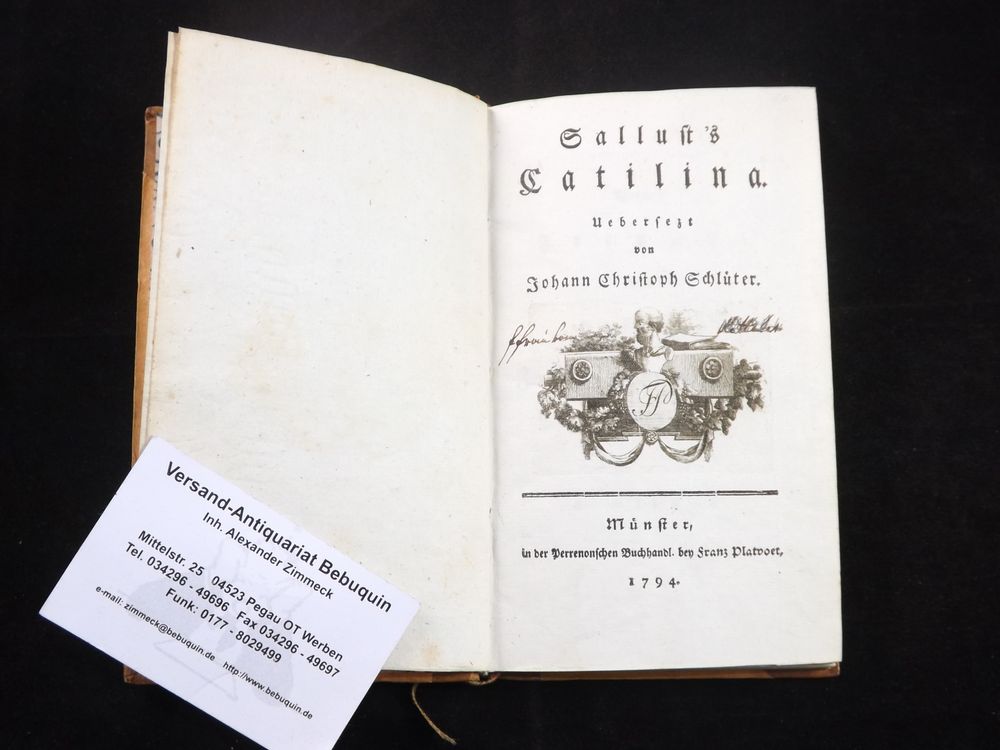 Sallust's
Catilina.
Uebersezt
von
Johann Christoph Schlüter.
FP
Münster,
in der Perrenonschen Buchhandl. bey Franz Platvoet,
1794.
Versand-Antiquariat Bebuquin
Inh. Alexander Zimmeck
Mittelstr. 25 04523 Pegau OT Werben
Tel. 034296 - 49696 Fax 034296 - 49697
Funk: 0177 - 8029499
e-mail: zimmeck@bebuquin.de http://www.bebuquin.de